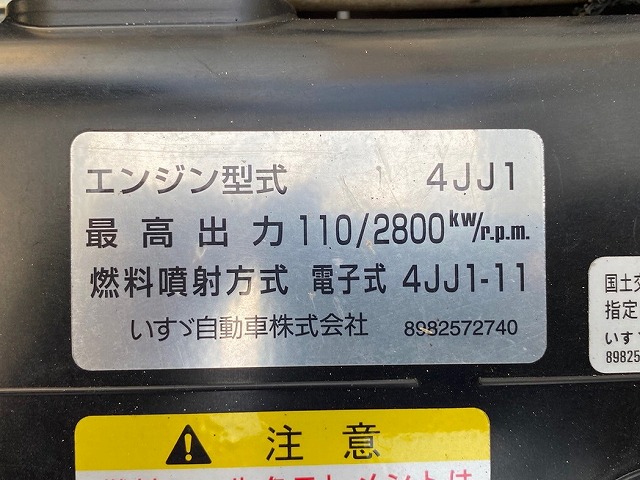 エンジン型式 4JJ1
最高出力 110/2800kW/r.p.m.
燃料噴射方式 電子式 4JJ1-11
いすゞ自動車株式会社 8982572740
国土交
指定
いすゞ
89825
注意